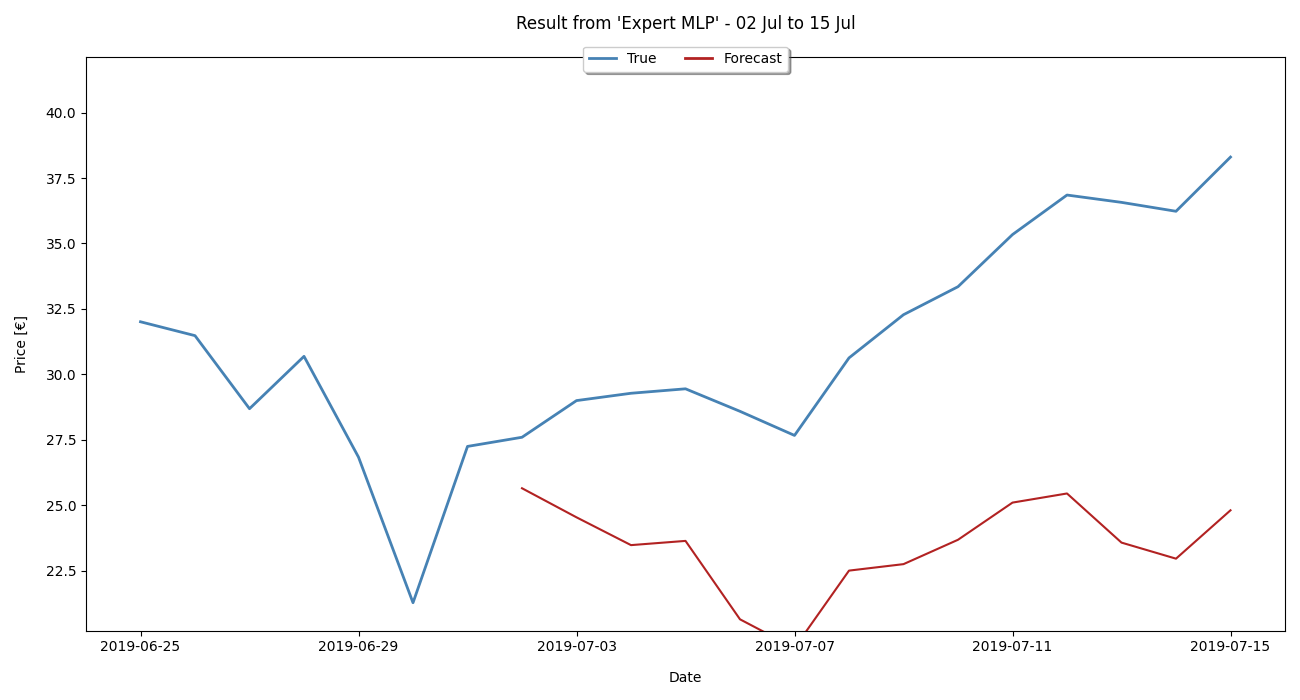 Result from 'Expert MLP' - 02 Jul to 15 Jul
True Forecast
40.0
37.5
35.0
32.5
30.0
27.5
25.0
22.5
Price [€]
2019-06-25 2019-06-29 2019-07-03 2019-07-07 2019-07-11 2019-07-15
Date